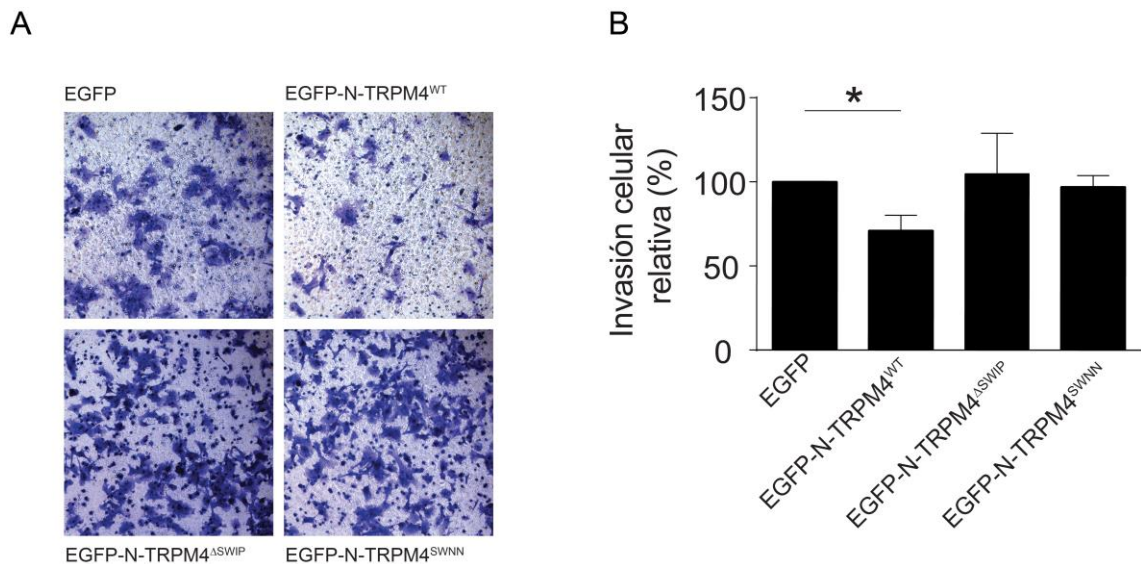 A
EGFP
EGFP-N-TRPM4WT
EGFP-N-TRPM4ΔSWIP
EGFP-N-TRPM4SWNN
B
Invasión celular
relativa (%)
150
100
50
0
*
EGFP
EGFP-N-TRPM4WT
EGFP-N-TRPM4ΔSWIP
EGFP-N-TRPM4SWNN